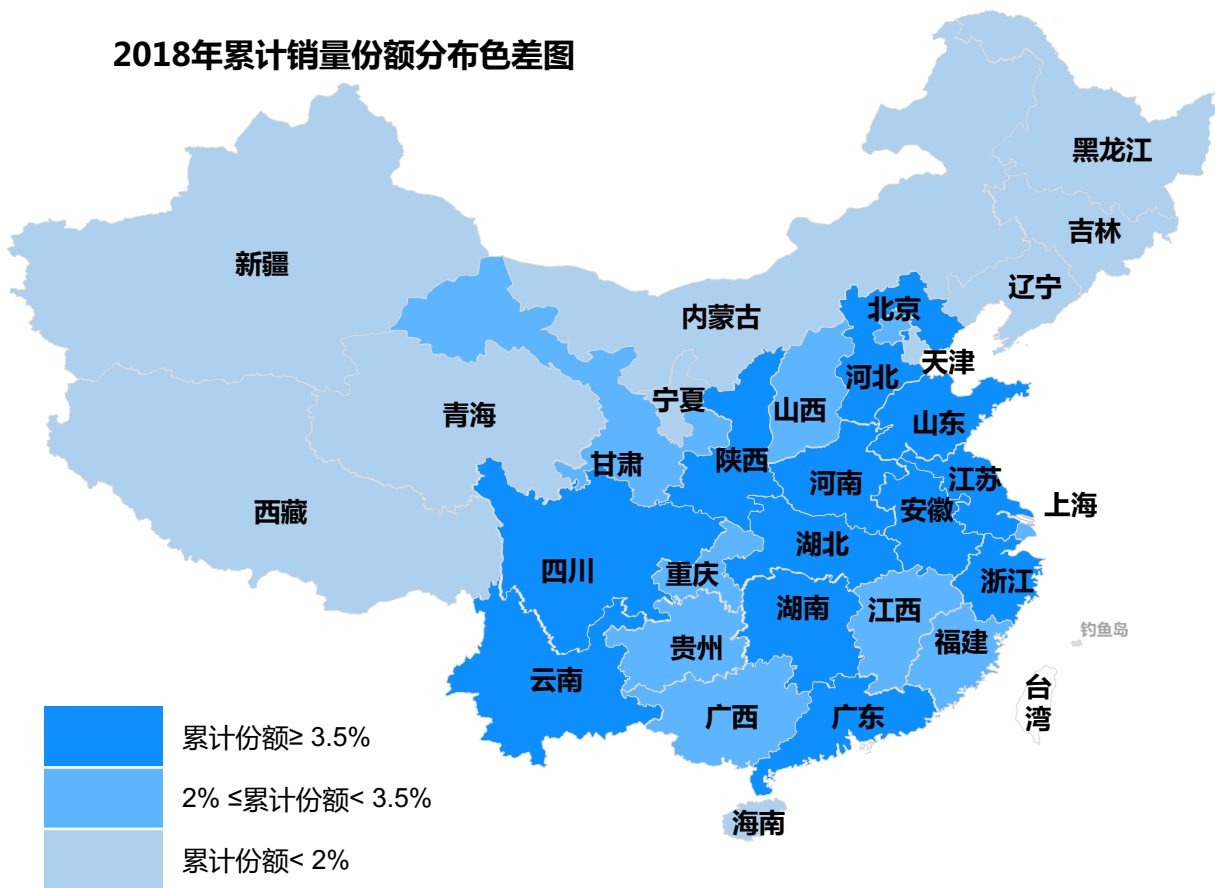 2018年累计销量份额分布色差图
黑龙江
吉林
辽宁
新疆
内蒙古
北京
天津
河北
宁夏
山西
青海
山东
甘肃
陕西
河南
江苏
西藏
安徽
上海
湖北
四川
重庆
浙江
湖南
江西
钓鱼岛
福建
贵州
云南
台
湾
广西
广东
海南
累计份额≥ 3.5%
2% ≤累计份额< 3.5%
累计份额< 2%